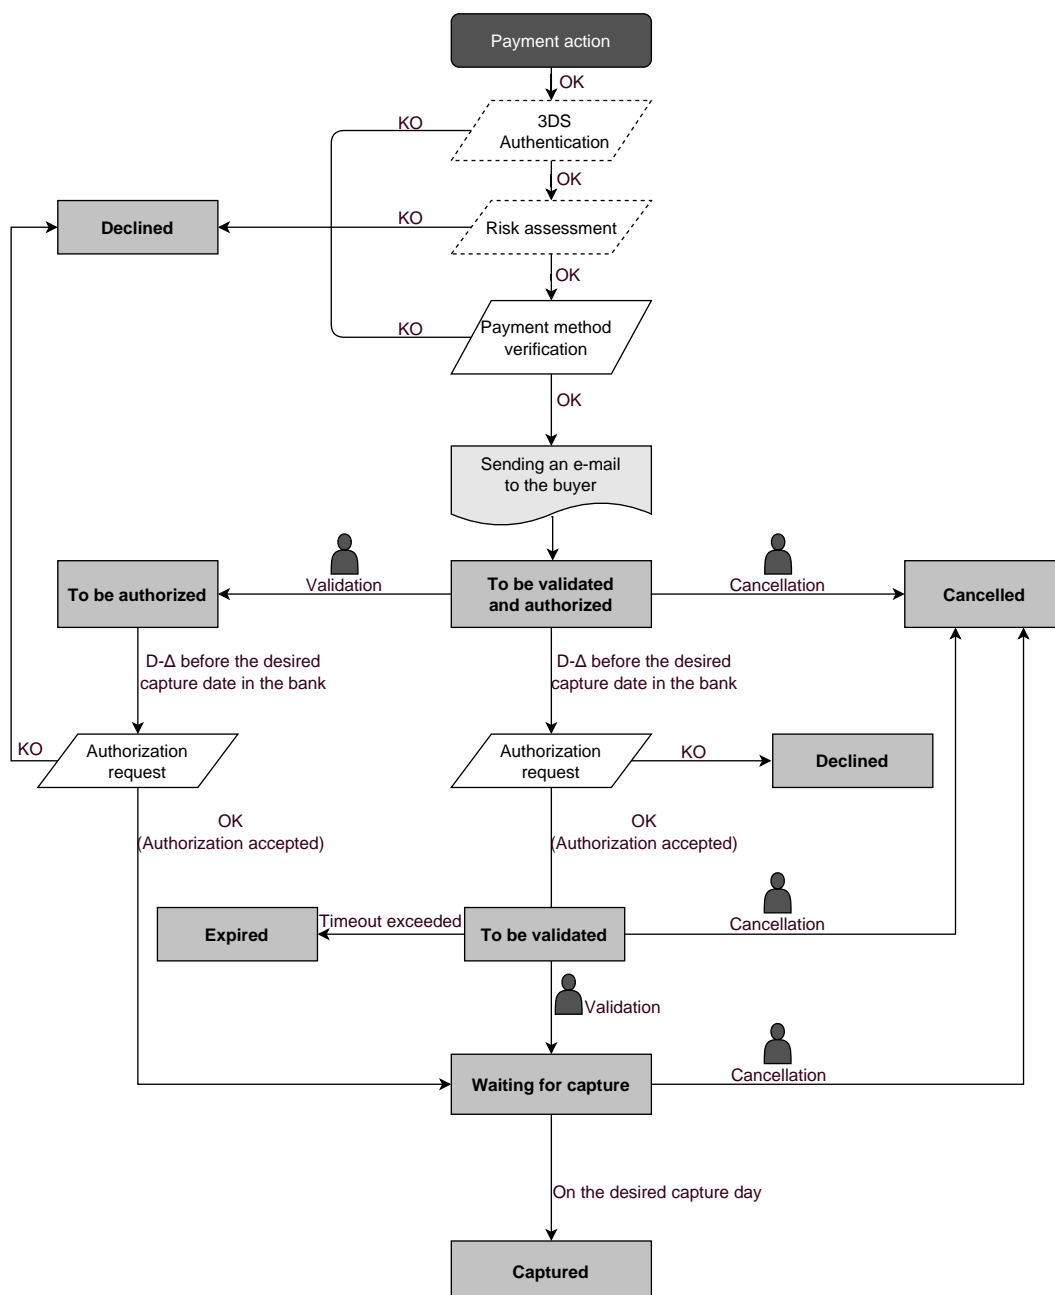 Payment action
OK
KO
3DS
Authentication
OK
Declined
KO
Risk assessment
OK
KO
Payment method
verification
OK
Sending an e-mail
to the buyer
To be authorized
Validation
To be validated
and authorized
Cancellation
Cancelled
D-Δ before the desired
capture date in the bank
D-Δ before the desired
capture date in the bank
KO
Authorization
request
Authorization
request
KO
Declined
OK
(Authorization accepted)
OK
(Authorization accepted)
Expired
Timeout exceeded
To be validated
Cancellation
Validation
Waiting for capture
Cancellation
On the desired capture day
Captured